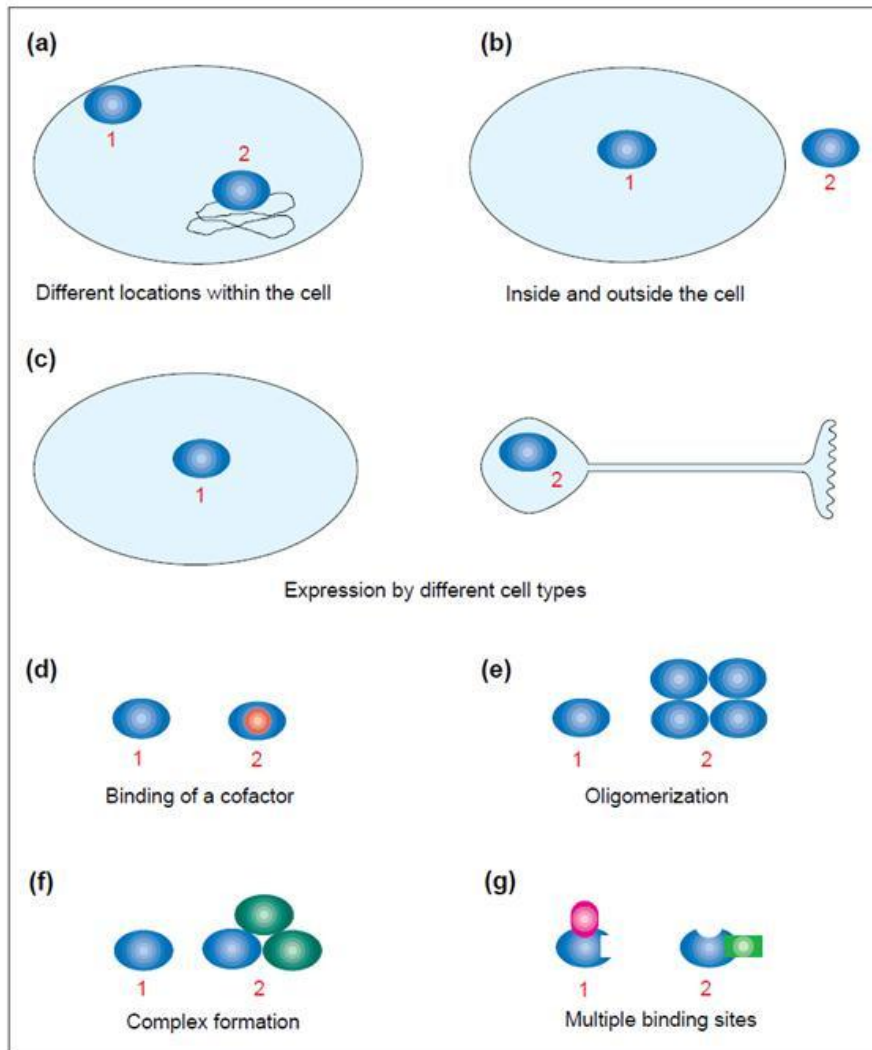 (a)
(b)
1
2
1
2
Different locations within the cell
Inside and outside the cell
(c)
1
2
Expression by different cell types
(d)
(e)
1
2
1
2
Binding of a cofactor
Oligomerization
(f)
(g)
1
2
1
2
Complex formation
Multiple binding sites